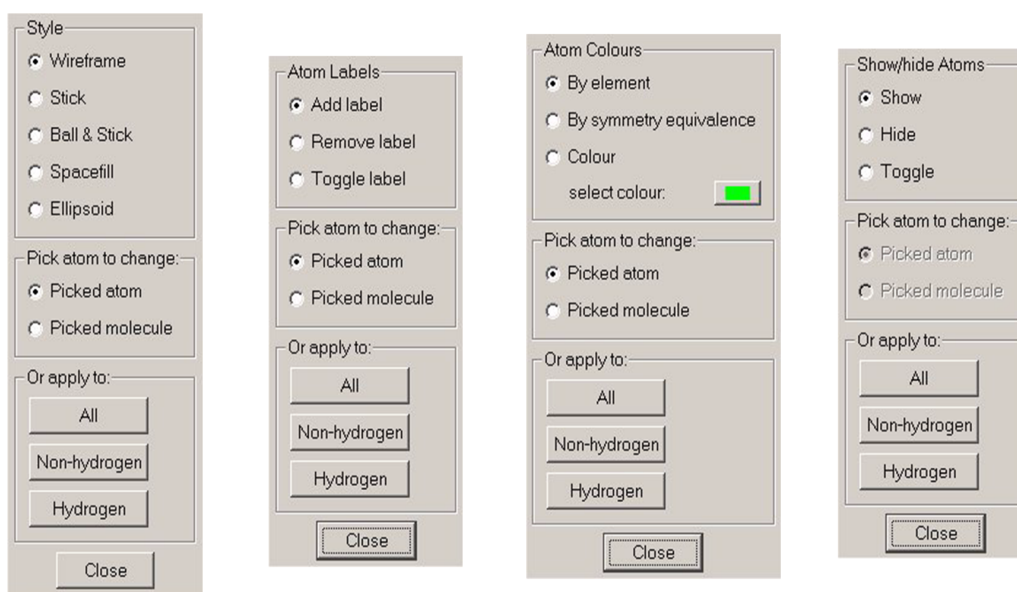 Style
Wireframe
Stick
Ball & Stick
Spacefill
Ellipsoid
Pick atom to change:
Picked atom
Picked molecule
Or apply to:
All
Non-hydrogen
Hydrogen
Close
Atom Labels
Add label
Remove label
Toggle label
Pick atom to change:
Picked atom
Picked molecule
Or apply to:
All
Non-hydrogen
Hydrogen
Close
Atom Colours
By element
By symmetry equivalence
Colour
select colour:
Pick atom to change:
Picked atom
Picked molecule
Or apply to:
All
Non-hydrogen
Hydrogen
Close
Show/hide Atoms
Show
Hide
Toggle
Pick atom to change:
Picked atom
Picked molecule
Or apply to:
All
Non-hydrogen
Hydrogen
Close